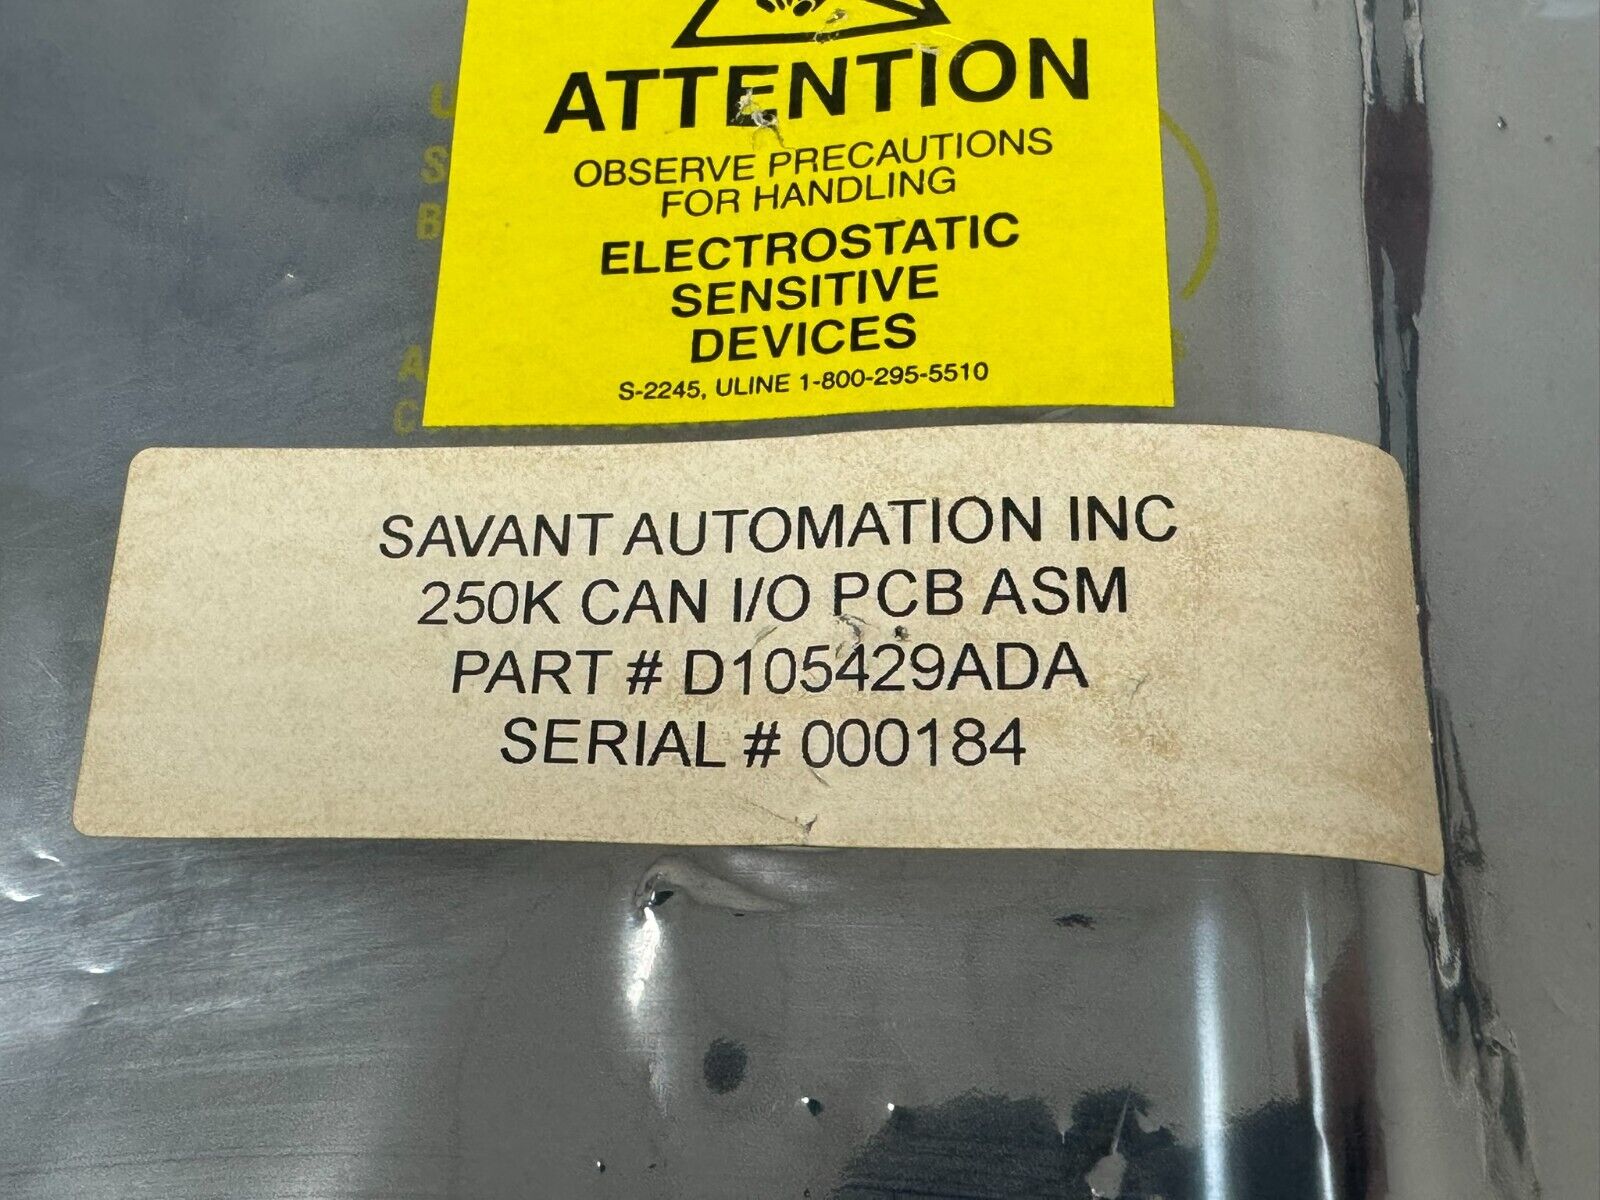 ATTENTION
OBSERVE PRECAUTIONS
FOR HANDLING
ELECTROSTATIC
SENSITIVE
DEVICES
S-2245, ULINE 1-800-295-5510
SAVANT AUTOMATION INC
250K CAN I/O PCB ASM
PART # D105429ADA
SERIAL # 000184